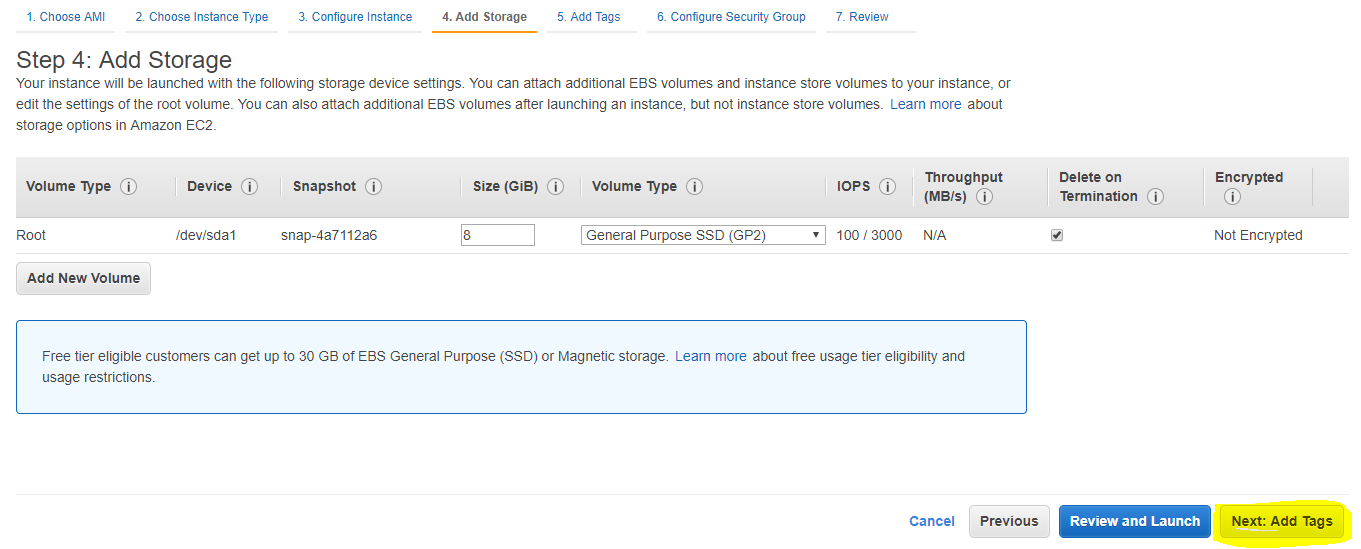 1. Choose AMI 2. Choose Instance Type 3. Configure Instance 4. Add Storage 5. Add Tags 6. Configure Security Group 7. Review
Step 4: Add Storage
Your instance will be launched with the following storage device settings. You can attach additional EBS volumes and instance store volumes to your instance, or
edit the settings of the root volume. You can also attach additional EBS volumes after launching an instance, but not instance store volumes. Learn more about
storage options in Amazon EC2.
Volume Type i Device i Snapshot i Size (GiB) i Volume Type i IOPS i Throughput (MB/s) i Delete on Termination i Encrypted i
Root /dev/sda1 snap-4a7112a6 8 General Purpose SSD (GP2) 100 / 3000 N/A Not Encrypted
Add New Volume
Free tier eligible customers can get up to 30 GB of EBS General Purpose (SSD) or Magnetic storage. Learn more about free usage tier eligibility and
usage restrictions.
Cancel Previous Review and Launch Next: Add Tags